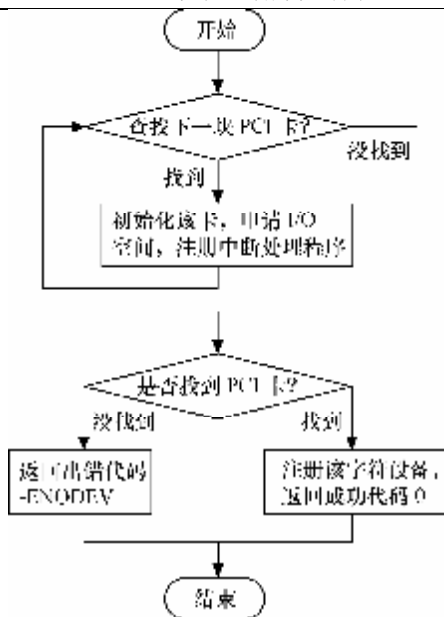 开始
查找下一块 PCI 卡?
没找到
找到
初始化该卡，申请 I/O
空间，注册中断处理程序
是否找到 PCI 卡?
没找到
找到
返回出错代码
-ENODEV
注册该字符设备，
返回成功代码 0
结束